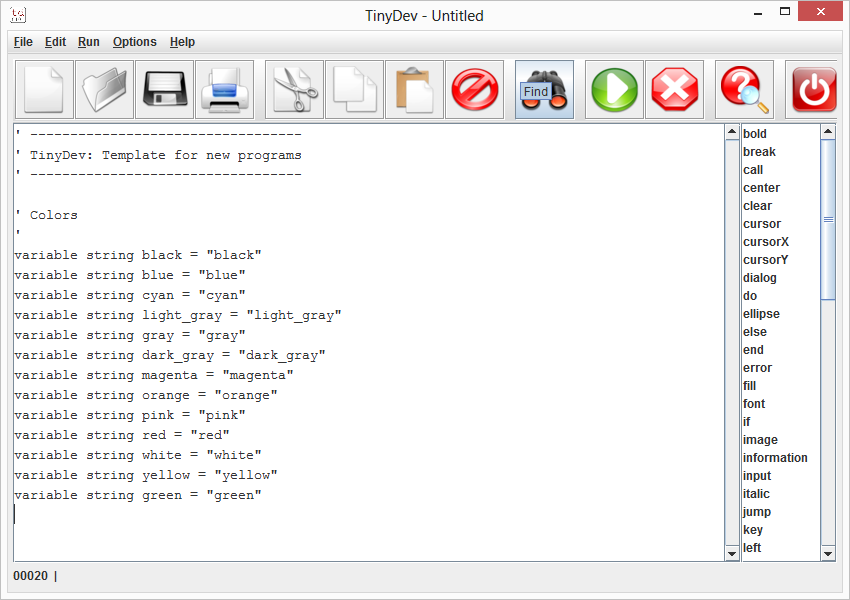 TinyDev - Untitled
File Edit Run Options Help
Find
' ----------------------------------
' TinyDev: Template for new programs
' ----------------------------------
' Colors
'
variable string black = "black"
variable string blue = "blue"
variable string cyan = "cyan"
variable string light_gray = "light_gray"
variable string gray = "gray"
variable string dark_gray = "dark_gray"
variable string magenta = "magenta"
variable string orange = "orange"
variable string pink = "pink"
variable string red = "red"
variable string white = "white"
variable string yellow = "yellow"
variable string green = "green"
bold
break
call
center
clear
cursor
cursorX
cursorY
dialog
do
ellipse
else
end
error
fill
font
if
image
information
input
italic
jump
key
left
00020 |